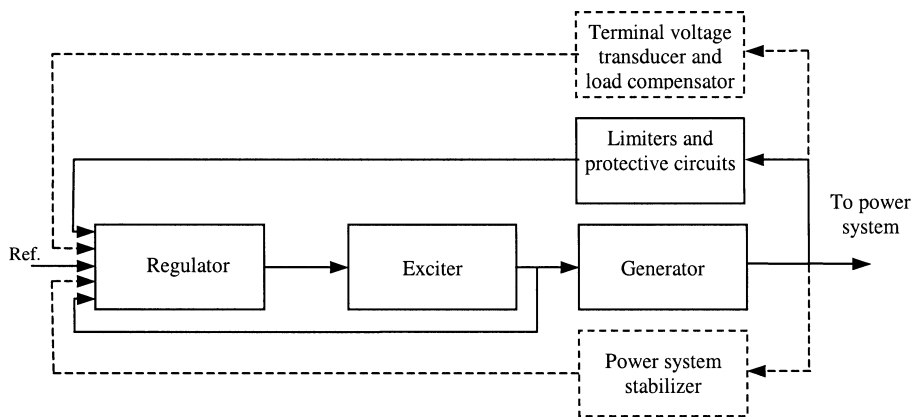 Terminal voltage
transducer and
load compensator
Limiters and
protective circuits
To power
system
Ref.
Regulator
Exciter
Generator
Power system
stabilizer